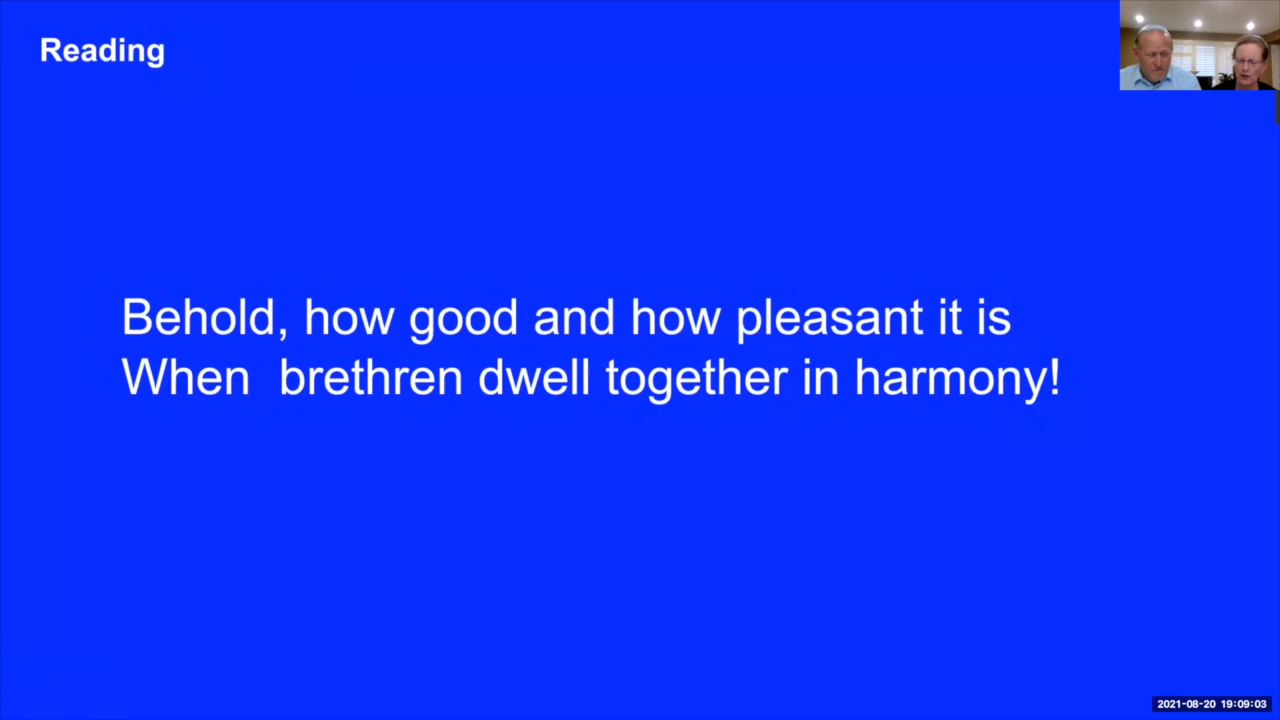 Reading
Behold, how good and how pleasant it is
When  brethren dwell together in harmony!
2021-08-20 19:09:03